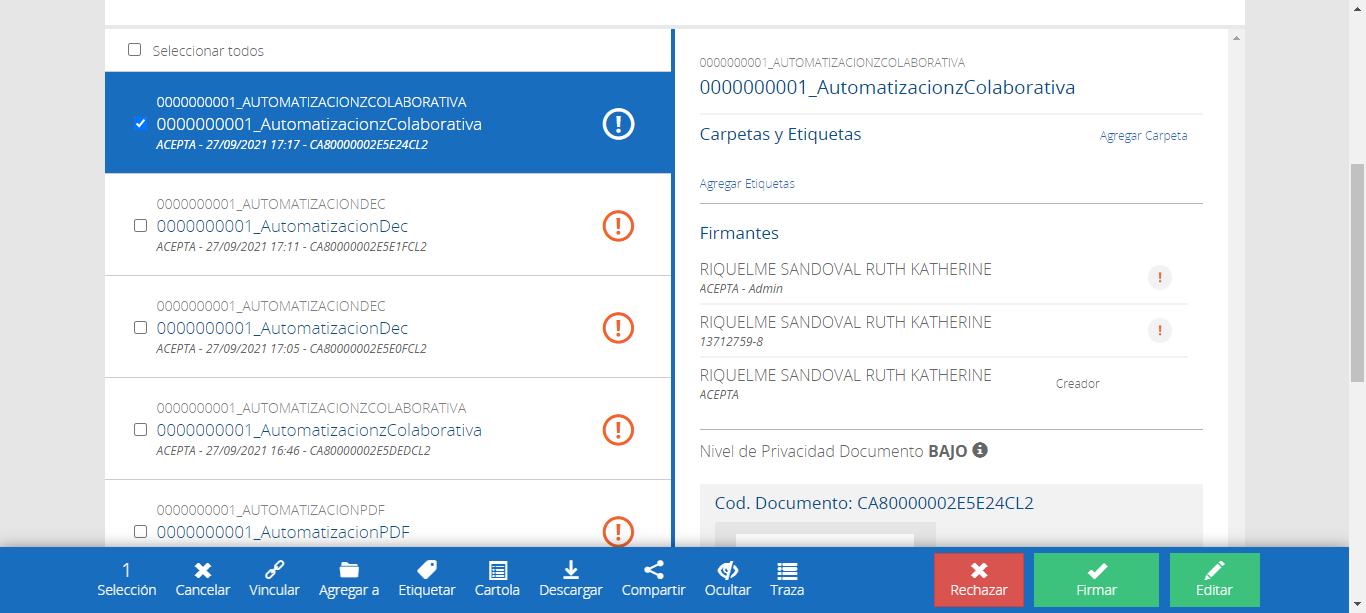 Seleccionar todos
0000000001_AUTOMATIZACIONZCOLABORATIVA
0000000001_AutomatizacionzColaborativa
ACEPTA - 27/09/2021 17:17 - CA80000002E5E24CL2
0000000001_AUTOMATIZACIONDEC
0000000001_AutomatizacionDec
ACEPTA - 27/09/2021 17:11 - CA80000002E5E1FCL2
0000000001_AUTOMATIZACIONDEC
0000000001_AutomatizacionDec
ACEPTA - 27/09/2021 17:05 - CA80000002E5E0FCL2
0000000001_AUTOMATIZACIONZCOLABORATIVA
0000000001_AutomatizacionzColaborativa
ACEPTA - 27/09/2021 16:46 - CA80000002E5DEDCL2
0000000001_AUTOMATIZACIONPDF
0000000001_AutomatizacionPDF
0000000001_AUTOMATIZACIONZCOLABORATIVA
0000000001_AutomatizacionzColaborativa
Carpetas y Etiquetas
Agregar Carpeta
Agregar Etiquetas
Firmantes
RIQUELME SANDOVAL RUTH KATHERINE
ACEPTA - Admin
RIQUELME SANDOVAL RUTH KATHERINE
13712759-8
RIQUELME SANDOVAL RUTH KATHERINE
ACEPTA
Creador
Nivel de Privacidad Documento BAJO
Cod. Documento: CA80000002E5E24CL2
1
Selección
Cancelar
Vincular
Agregar a
Etiquetar
Cartola
Descargar
Compartir
Ocultar
Traza
Rechazar
Firmar
Editar